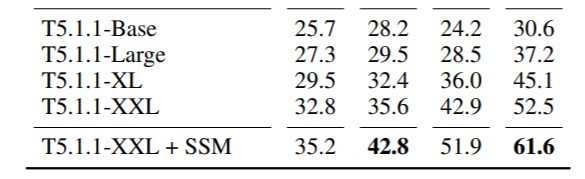 T5.1.1-Base 25.7 28.2 24.2 30.6
T5.1.1-Large 27.3 29.5 28.5 37.2
T5.1.1-XL 29.5 32.4 36.0 45.1
T5.1.1-XXL 32.8 35.6 42.9 52.5
T5.1.1-XXL + SSM 35.2 42.8 51.9 61.6